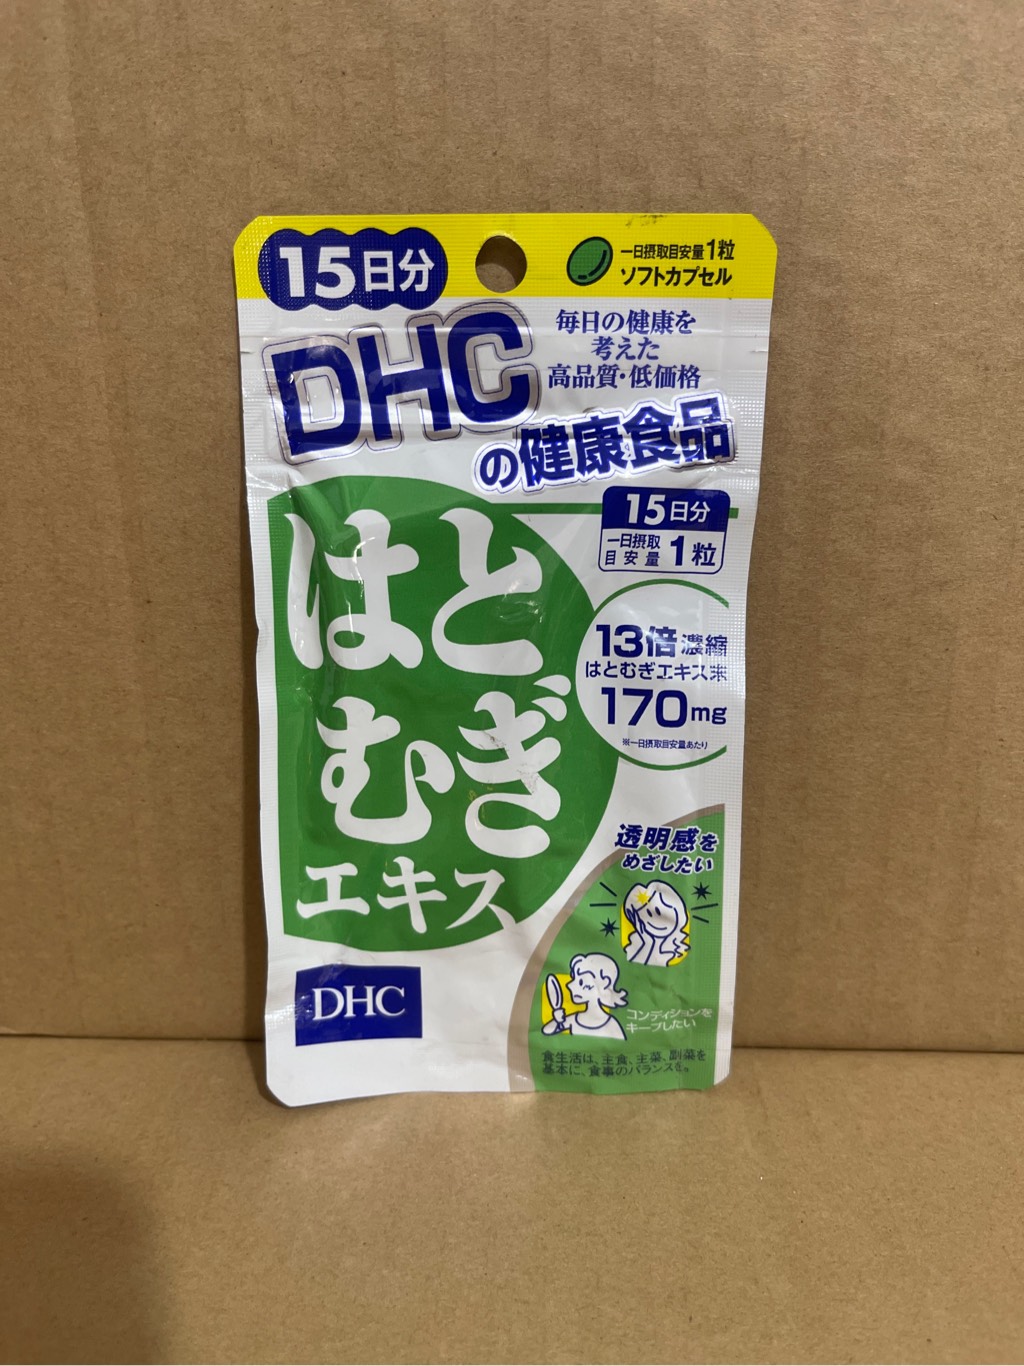 15日分
一日摂取目安量1粒
ソフトカプセル
毎日の健康を
考えた
高品質・低価格
DHC
の健康食品
15日分
一日摂取
目安量
1粒
はと
むぎ
エキス
13倍濃縮
はとむぎエキス末
170mg
※一日摂取目安量あたり
透明感を
めざしたい
コンディションを
キープしたい
DHC
食生活は、主食、主菜、副菜を
基本に、食事のバランスを。